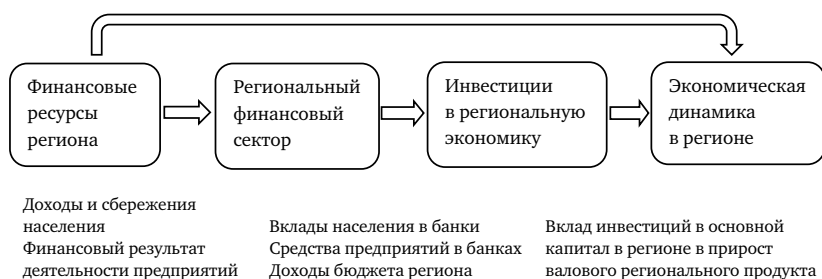 Финансовые
ресурсы
региона
Региональный
финансовый
сектор
Инвестиции
в региональную
экономику
Экономическая
динамика
в регионе
Доходы и сбережения
населения
Финансовый результат
деятельности предприятий
Вклады населения в банки
Средства предприятий в банках
Доходы бюджета региона
Вклад инвестиций в основной
капитал в регионе в прирост
валового регионального продукта